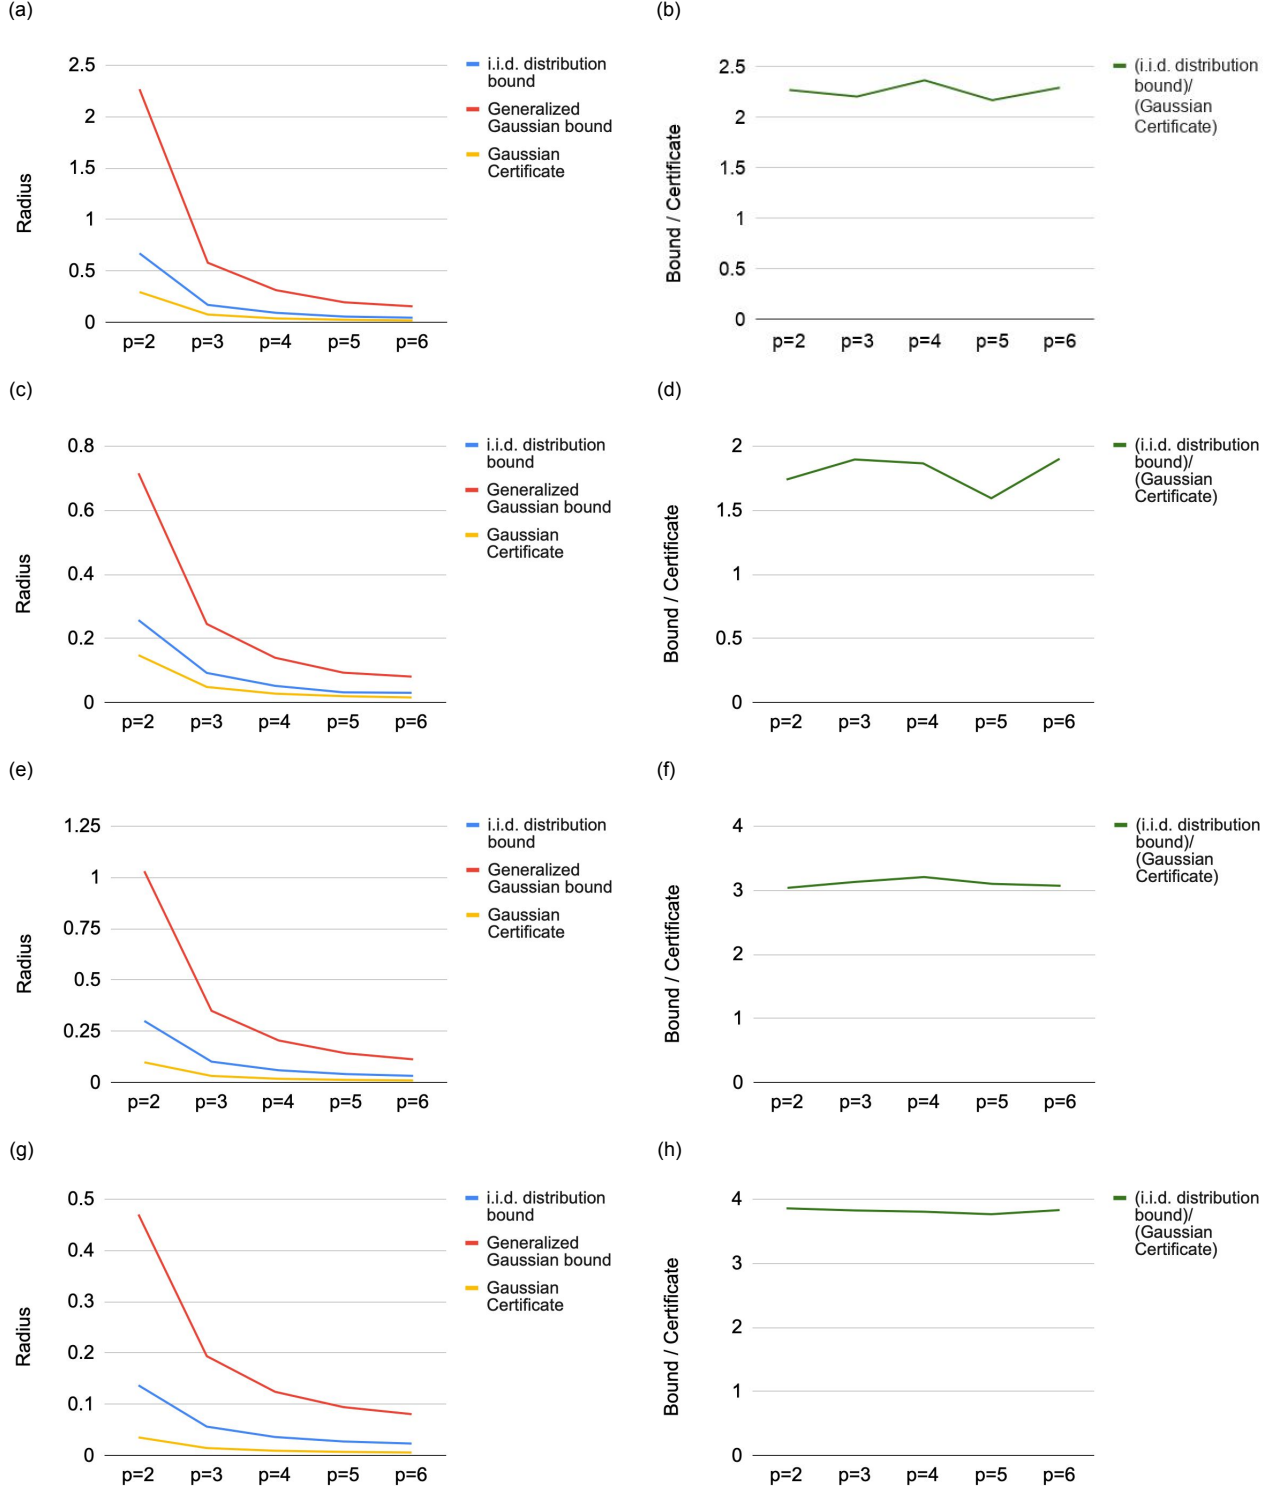 (a)
Radius
2.5
2
1.5
1
0.5
0
p=2
p=3
p=4
p=5
p=6
i.i.d. distribution
bound
Generalized
Gaussian bound
Gaussian
Certificate
(b)
Bound / Certificate
2.5
2
1.5
1
0.5
0
p=2
p=3
p=4
p=5
p=6
(i.i.d. distribution
bound)/
(Gaussian
Certificate)
(c)
Radius
0.8
0.6
0.4
0.2
0
p=2
p=3
p=4
p=5
p=6
i.i.d. distribution
bound
Generalized
Gaussian bound
Gaussian
Certificate
(d)
Bound / Certificate
2
1.5
1
0.5
0
p=2
p=3
p=4
p=5
p=6
(i.i.d. distribution
bound)/
(Gaussian
Certificate)
(e)
Radius
1.25
1
0.75
0.5
0.25
0
p=2
p=3
p=4
p=5
p=6
i.i.d. distribution
bound
Generalized
Gaussian bound
Gaussian
Certificate
(f)
Bound / Certificate
4
3
2
1
0
p=2
p=3
p=4
p=5
p=6
(i.i.d. distribution
bound)/
(Gaussian
Certificate)
(g)
Radius
0.5
0.4
0.3
0.2
0.1
0
p=2
p=3
p=4
p=5
p=6
i.i.d. distribution
bound
Generalized
Gaussian bound
Gaussian
Certificate
(h)
Bound / Certificate
4
3
2
1
0
p=2
p=3
p=4
p=5
p=6
(i.i.d. distribution
bound)/
(Gaussian
Certificate)